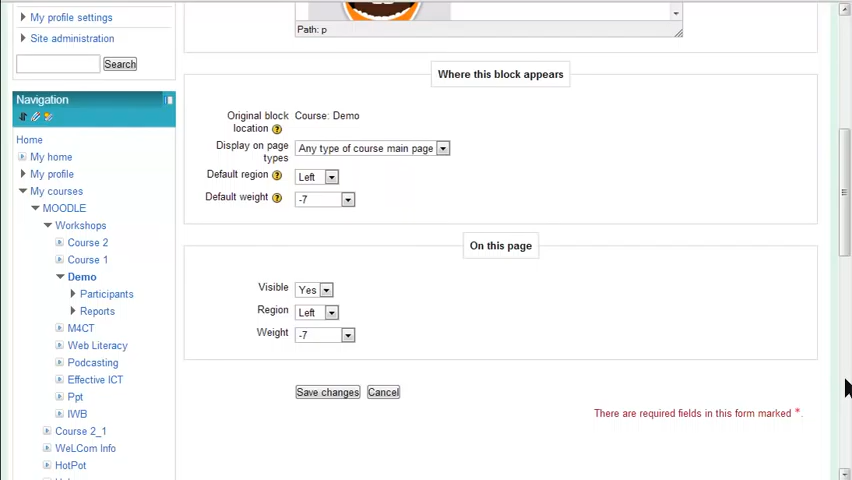 My profile settings
Site administration
Search
Navigation
Home
My home
My profile
My courses
MOODLE
Workshops
Course 2
Course 1
Demo
Participants
Reports
M4CT
Web Literacy
Podcasting
Effective ICT
Ppt
IWB
Course 2_1
WeLCom Info
HotPot
Path: p
Where this block appears
Original block location Course: Demo
Display on page types Any type of course main page
Default region Left
Default weight -7
On this page
Visible Yes
Region Left
Weight -7
Save changes Cancel
There are required fields in this form marked *.